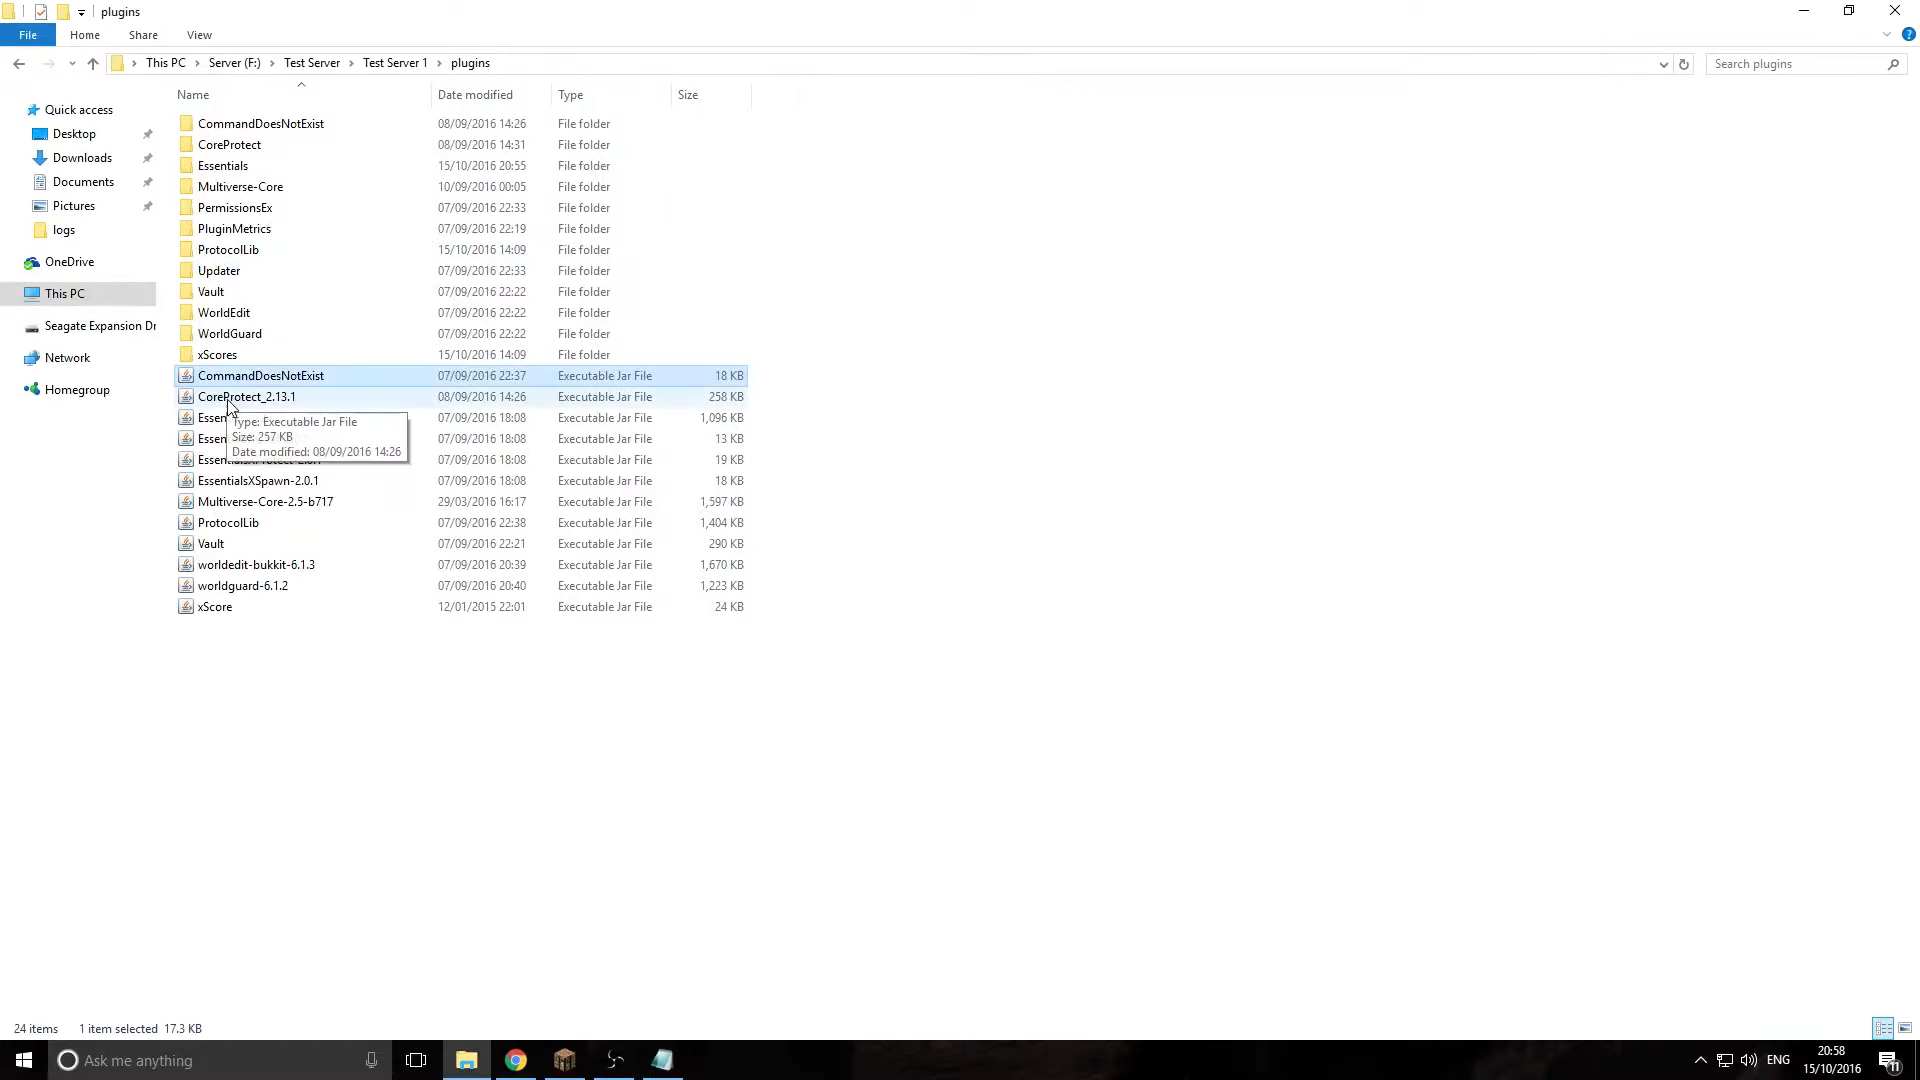 plugins
File Home Share View
This PC Server (F:) Test Server Test Server 1 plugins Search plugins
Name Date modified Type Size
Quick access
Desktop
Downloads
Documents
Pictures
logs
OneDrive
This PC
Seagate Expansion Dr
Network
Homegroup
CommandDoesNotExist 08/09/2016 14:26 File folder
CoreProtect 08/09/2016 14:31 File folder
Essentials 15/10/2016 20:55 File folder
Multiverse-Core 10/09/2016 00:05 File folder
PermissionsEx 07/09/2016 22:33 File folder
PluginMetrics 07/09/2016 22:19 File folder
ProtocolLib 15/10/2016 14:09 File folder
Updater 07/09/2016 22:33 File folder
Vault 07/09/2016 22:22 File folder
WorldEdit 07/09/2016 22:22 File folder
WorldGuard 07/09/2016 22:22 File folder
xScores 15/10/2016 14:09 File folder
CommandDoesNotExist 07/09/2016 22:37 Executable Jar File 18 KB
CoreProtect_2.13.1 08/09/2016 14:26 Executable Jar File 258 KB
Essen 07/09/2016 18:08 Executable Jar File 1,096 KB
Essen 07/09/2016 18:08 Executable Jar File 13 KB
07/09/2016 18:08 Executable Jar File 19 KB
Type: Executable Jar File
Size: 257 KB
Date modified: 08/09/2016 14:26
EssentialsXSpawn-2.0.1 07/09/2016 18:08 Executable Jar File 18 KB
Multiverse-Core-2.5-b717 29/03/2016 16:17 Executable Jar File 1,597 KB
ProtocolLib 07/09/2016 22:38 Executable Jar File 1,404 KB
Vault 07/09/2016 22:21 Executable Jar File 290 KB
worldedit-bukkit-6.1.3 07/09/2016 20:39 Executable Jar File 1,670 KB
worldguard-6.1.2 07/09/2016 20:40 Executable Jar File 1,223 KB
xScore 12/01/2015 22:01 Executable Jar File 24 KB
24 items 1 item selected 17.3 KB
Ask me anything
ENG
20:58
15/10/2016
11